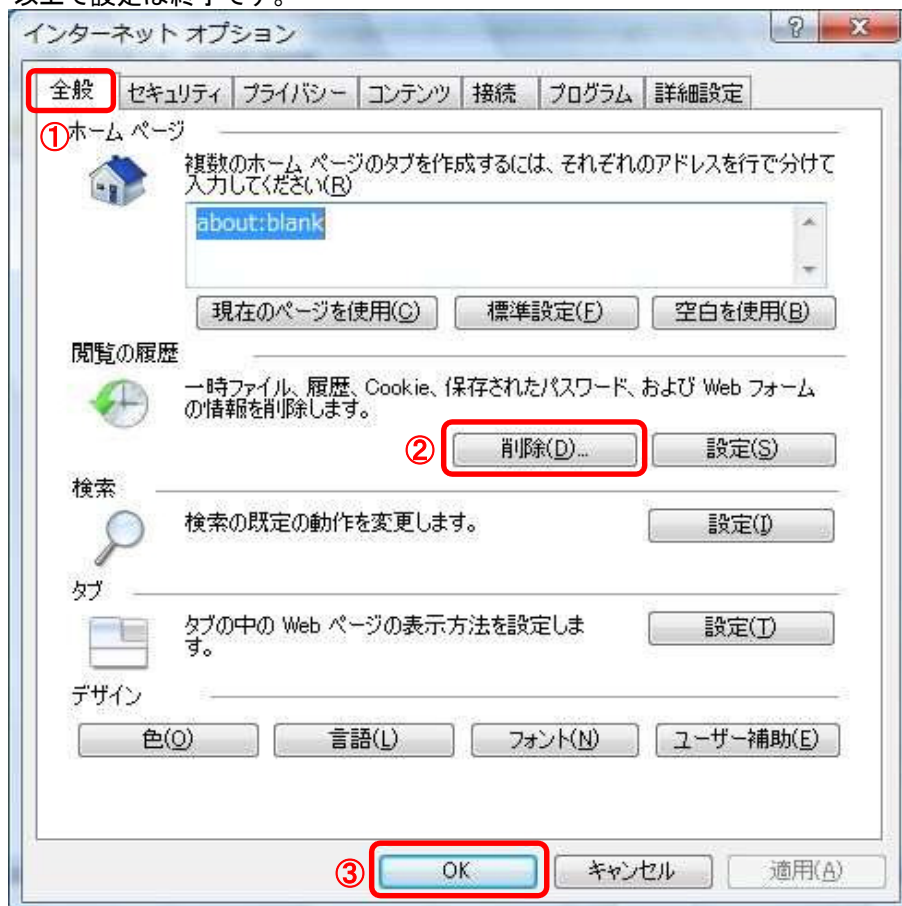 以上で設定は終了です。
インターネット オプション
全般 セキュリティ プライバシー コンテンツ 接続 プログラム 詳細設定
①
ホーム ページ
複数のホーム ページのタブを作成するには、それぞれのアドレスを行で分けて
入力してください(R)
about:blank
現在のページを使用(C) 標準設定(F) 空白を使用(B)
閲覧の履歴
一時ファイル、履歴、Cookie、保存されたパスワード、および Web フォーム
の情報を削除します。
② 削除(D)... 設定(S)
検索
検索の既定の動作を変更します。 設定(I)
タブ
タブの中の Web ページの表示方法を設定しま
す。
設定(T)
デザイン
色(O) 言語(L) フォント(N) ユーザー補助(E)
③ OK キャンセル 適用(A)